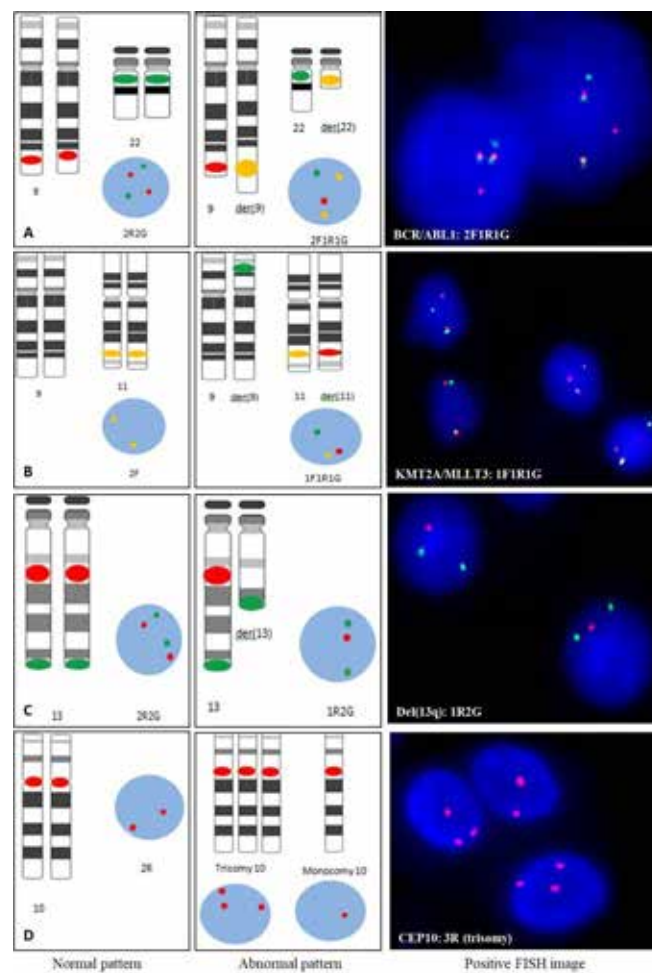 22
2R2G
A
22 der(22)
9 der(9)
2F1R1G
BCR/ABL1: 2F1R1G
9
11
2F
B
9 der(9) 11 der(11)
1F1R1G
KMT2A/MLLT3: 1F1R1G
13
2R2G
C
der(13)
13
1R2G
Del(13q): 1R2G
2R
10
D
Trisomy 10 Monocomy 10
CEP10: 3R (trisomy)
Normal pattern
Abnormal pattern
Positive FISH image